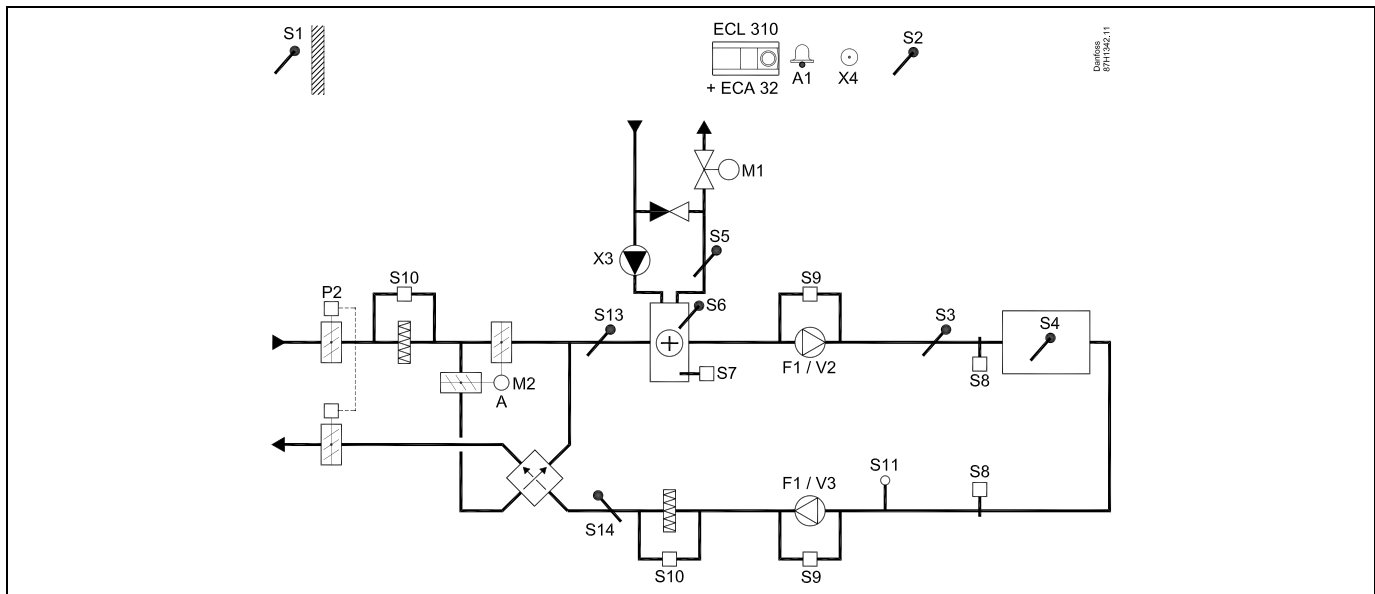 S1
ECL 310
+ ECA 32
A1
X4
S2
Danfoss
87H1342.11
M1
S5
X3
S6
S10
P2
S13
S9
S3
S4
S7
F1 / V2
S8
M2
A
S11
S8
F1 / V3
S14
S10
S9